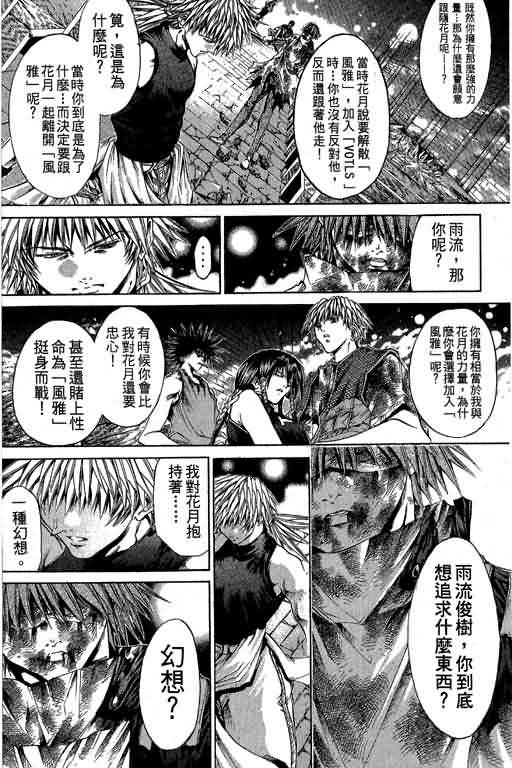 既然你擁有那麼強的力
量…那為什麼還會願意
跟隨花月呢——？
當時花月說要解散「
風雅」，加入「VOTLS」
時…你也沒有反對他，
反而還跟著他走！
筧，這是為
什麼呢？
當時你到底是為了
什麼…而決定要跟
花月一起離開「風
雅」呢？
雨流，那
你呢？
……
你擁有相當於我與
花月的力量，為什
麼你會選擇加入「
風雅」呢？
有時候你會比
我對花月還要
忠心！
甚至還賭上性
命為「風雅」
挺身而戰！
雨流俊樹，你到底
想追求什麼東西？
我對花月抱
持著……
一種幻想。
幻想？